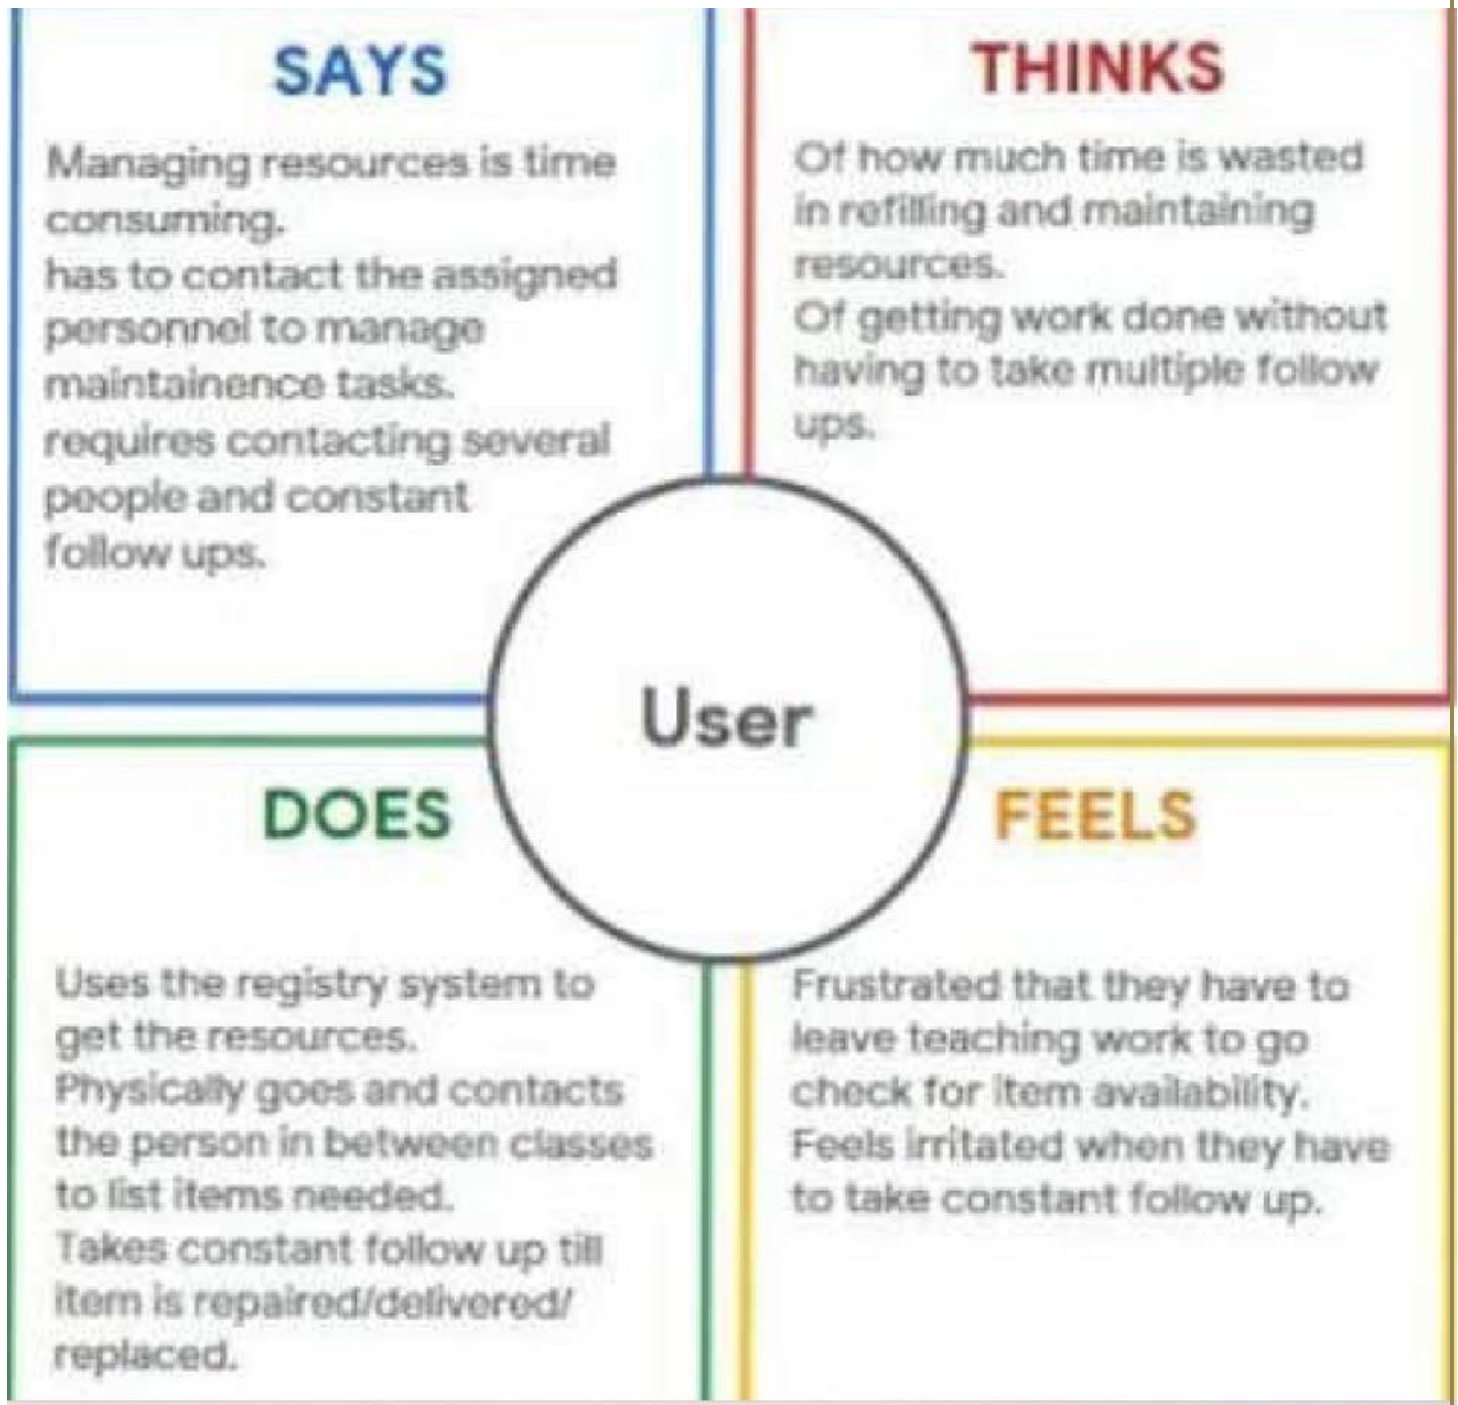 SAYS
Managing resources is time
consuming.
has to contact the assigned
personnel to manage
maintainence tasks.
requires contacting several
people and constant
follow ups.
THINKS
Of how much time is wasted
in refilling and maintaining
resources.
Of getting work done without
having to take multiple follow
ups.
User
DOES
Uses the registry system to
get the resources.
Physically goes and contacts
the person in between classes
to list items needed.
Takes constant follow up till
item is repaired/delivered/
replaced.
FEELS
Frustrated that they have to
leave teaching work to go
check for item availability.
Feels irritated when they have
to take constant follow up.